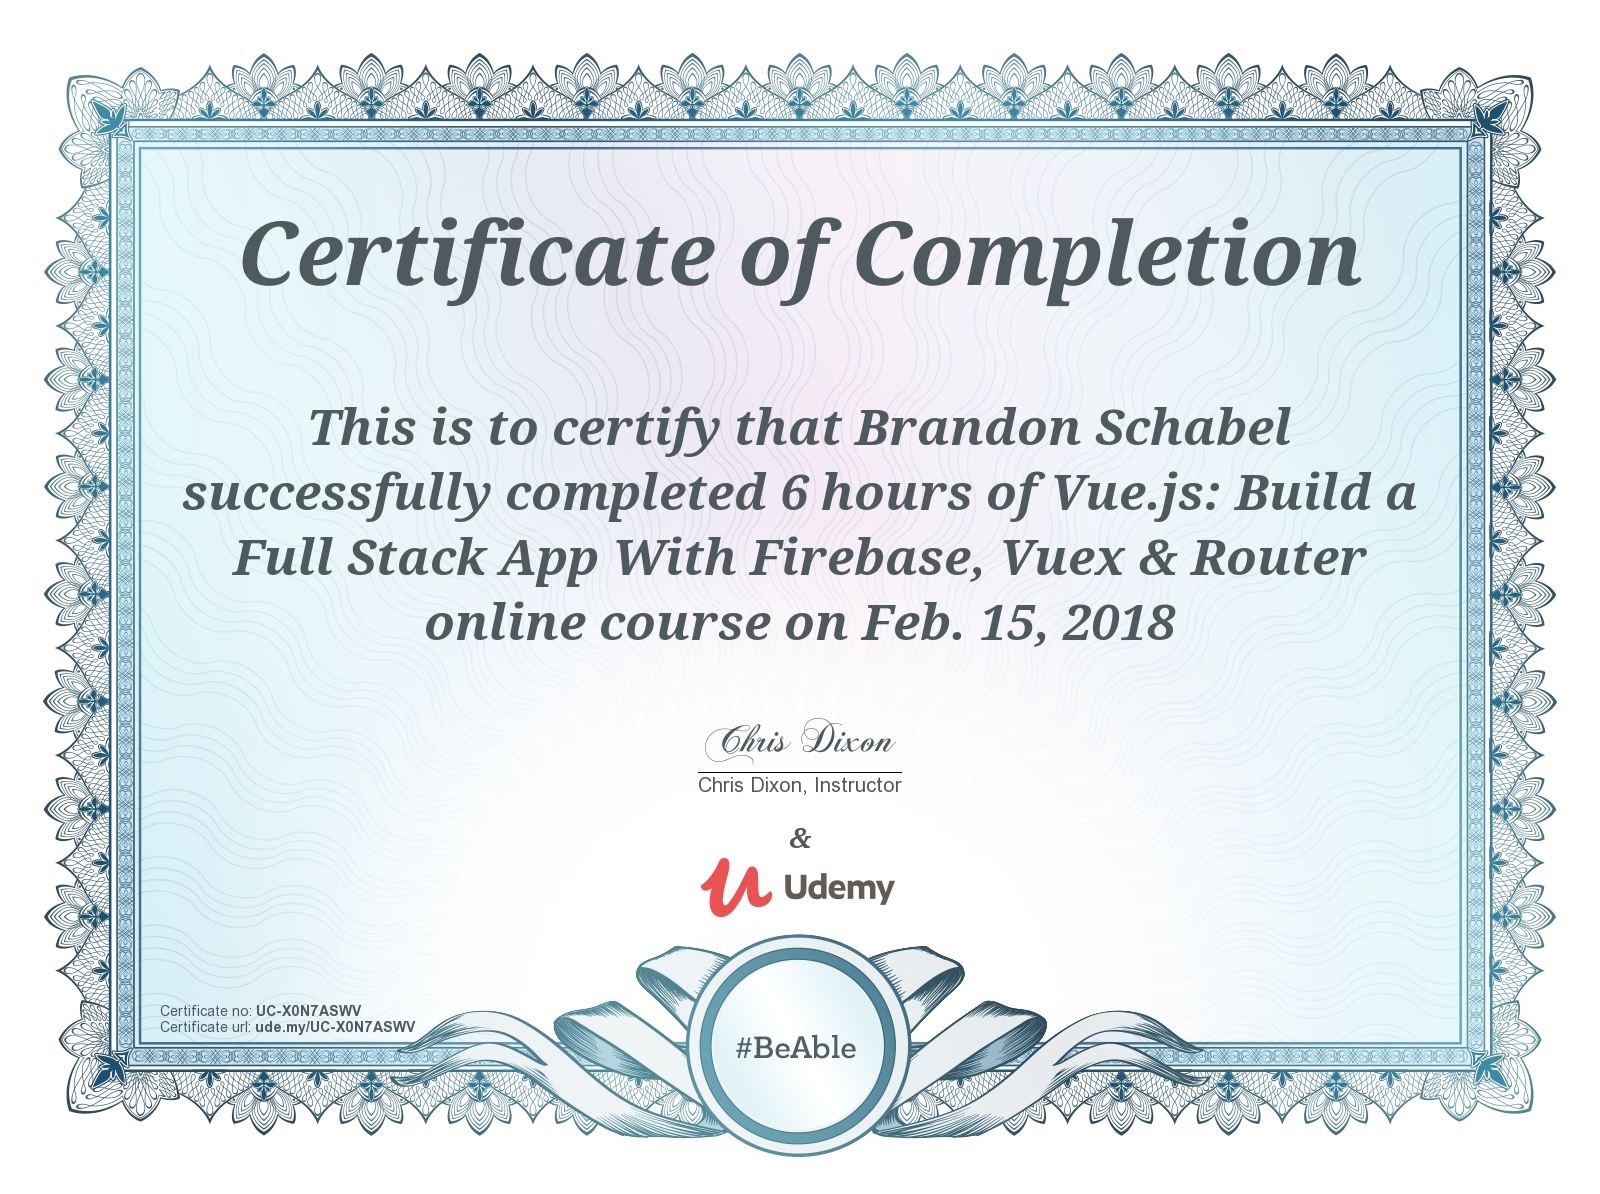 Certificate of Completion
This is to certify that Brandon Schabel
successfully completed 6 hours of Vue.js: Build a
Full Stack App With Firebase, Vuex & Router
online course on Feb. 15, 2018
Chris Dixon
Chris Dixon, Instructor
&
Udemy
Certificate no: UC-X0N7ASWV
Certificate url: ude.my/UC-X0N7ASWV
#BeAble